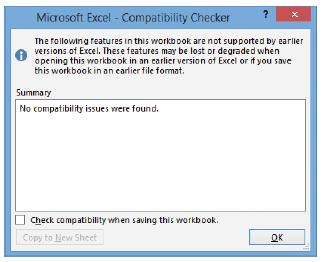 Microsoft Excel - Compatibility Checker
The following features in this workbook are not supported by earlier
versions of Excel. These features may be lost or degraded when
opening this workbook in an earlier version of Excel or if you save
this workbook in an earlier file format.
Summary
No compatibility issues were found.
Check compatibility when saving this workbook.
Copy to New Sheet
OK